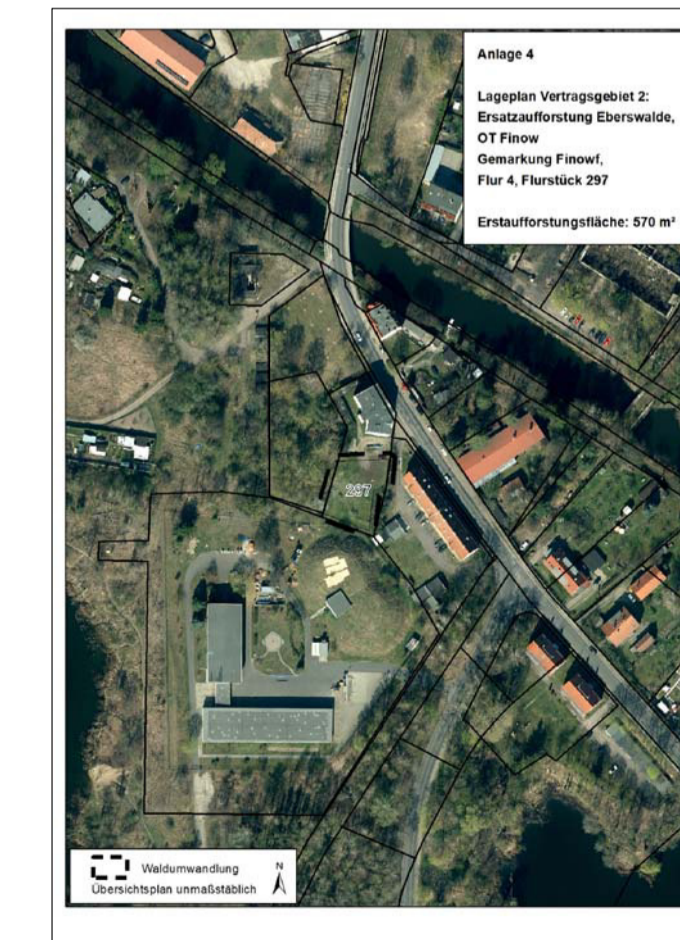 Anlage 4
Lageplan Vertragsgebiet 2:
Ersatzaufforstung Eberswalde,
OT Finow
Gemarkung Finowf,
Flur 4, Flurstück 297
Erstaufforstungsfläche: 570 m²
297
Waldumwandlung
N
Übersichtsplan unmaßstäblich